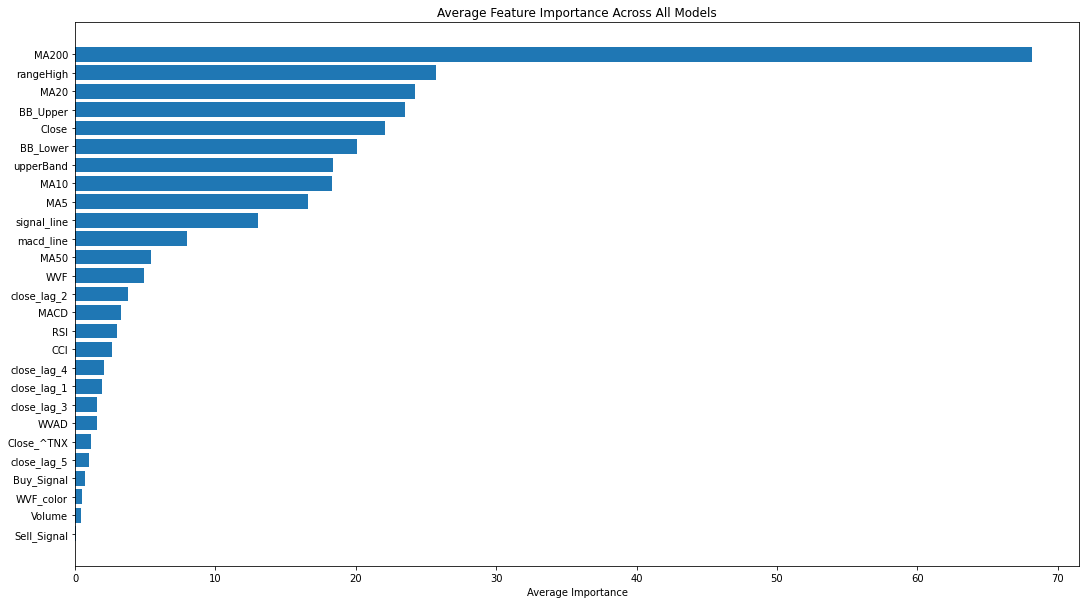 Average Feature Importance Across All Models
MA200
rangeHigh
MA20
BB_Upper
Close
BB_Lower
upperBand
MA10
MA5
signal_line
macd_line
MA50
WVF
close_lag_2
MACD
RSI
CCI
close_lag_4
close_lag_1
close_lag_3
WVAD
Close_^TNX
close_lag_5
Buy_Signal
WVF_color
Volume
Sell_Signal
0 10 20 30 40 50 60 70
Average Importance